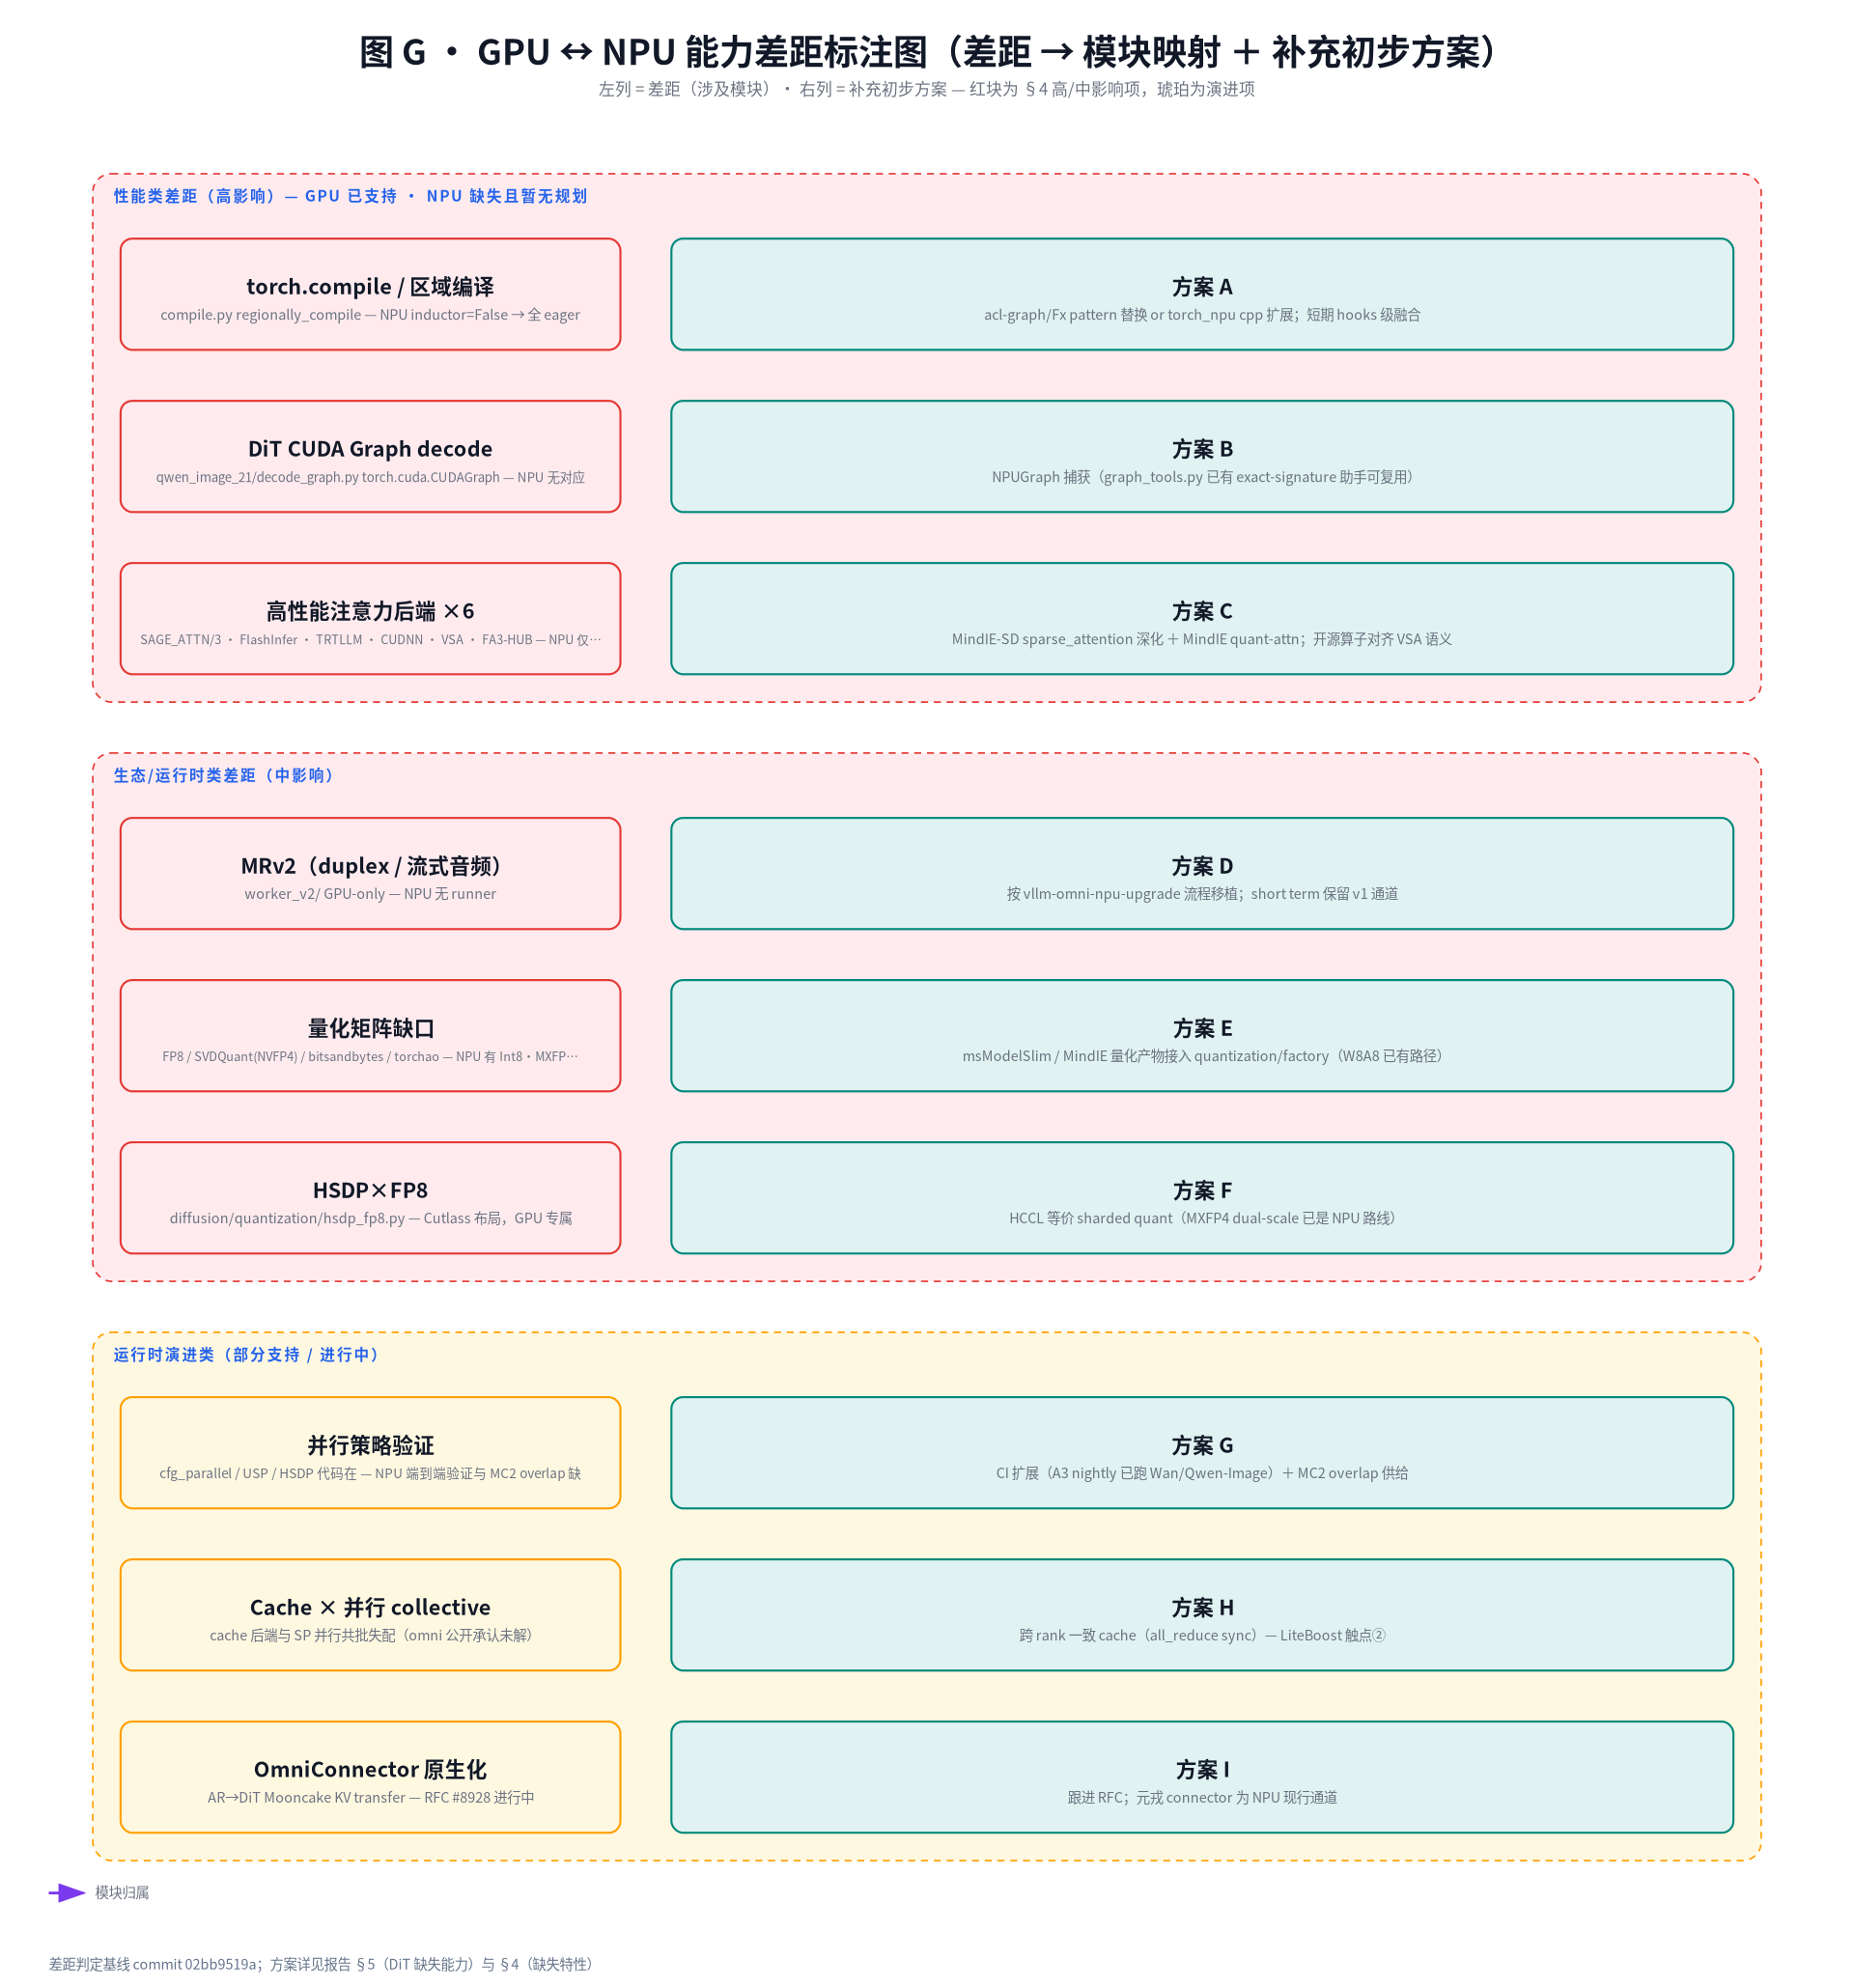 图 G • GPU ↔ NPU 能力差距标注图（差距 → 模块映射 ＋ 补充初步方案）
左列 = 差距（涉及模块） • 右列 = 补充初步方案 — 红块为 §4 高/中影响项，琥珀为演进项
性能类差距（高影响）— GPU 已支持 • NPU 缺失且暂无规划
torch.compile / 区域编译
compile.py regionally_compile — NPU inductor=False → 全 eager
方案 A
acl-graph/Fx pattern 替换 or torch_npu cpp 扩展；短期 hooks 级融合
DiT CUDA Graph decode
qwen_image_21/decode_graph.py torch.cuda.CUDAGraph — NPU 无对应
方案 B
NPUGraph 捕获（graph_tools.py 已有 exact-signature 助手可复用）
高性能注意力后端 ×6
SAGE_ATTN/3 • FlashInfer • TRTLLM • CUDNN • VSA • FA3-HUB — NPU 仅…
方案 C
MindIE-SD sparse_attention 深化 ＋ MindIE quant-attn；开源算子对齐 VSA 语义
生态/运行时类差距（中影响）
MRv2（duplex / 流式音频）
worker_v2/ GPU-only — NPU 无 runner
方案 D
按 vllm-omni-npu-upgrade 流程移植；short term 保留 v1 通道
量化矩阵缺口
FP8 / SVDQuant(NVFP4) / bitsandbytes / torchao — NPU 有 Int8 • MXFP…
方案 E
msModelSlim / MindIE 量化产物接入 quantization/factory（W8A8 已有路径）
HSDP×FP8
diffusion/quantization/hsdp_fp8.py — Cutlass 布局，GPU 专属
方案 F
HCCL 等价 sharded quant（MXFP4 dual-scale 已是 NPU 路线）
运行时演进类（部分支持 / 进行中）
并行策略验证
cfg_parallel / USP / HSDP 代码在 — NPU 端到端验证与 MC2 overlap 缺
方案 G
CI 扩展（A3 nightly 已跑 Wan/Qwen-Image）＋ MC2 overlap 供给
Cache × 并行 collective
cache 后端与 SP 并行共批失配（omni 公开承认未解）
方案 H
跨 rank 一致 cache（all_reduce sync）— LiteBoost 触点②
OmniConnector 原生化
AR→DiT Mooncake KV transfer — RFC #8928 进行中
方案 I
跟进 RFC；元戎 connector 为 NPU 现行通道
模块归属
差距判定基线 commit 02bb9519a；方案详见报告 §5（DiT 缺失能力）与 §4（缺失特性）